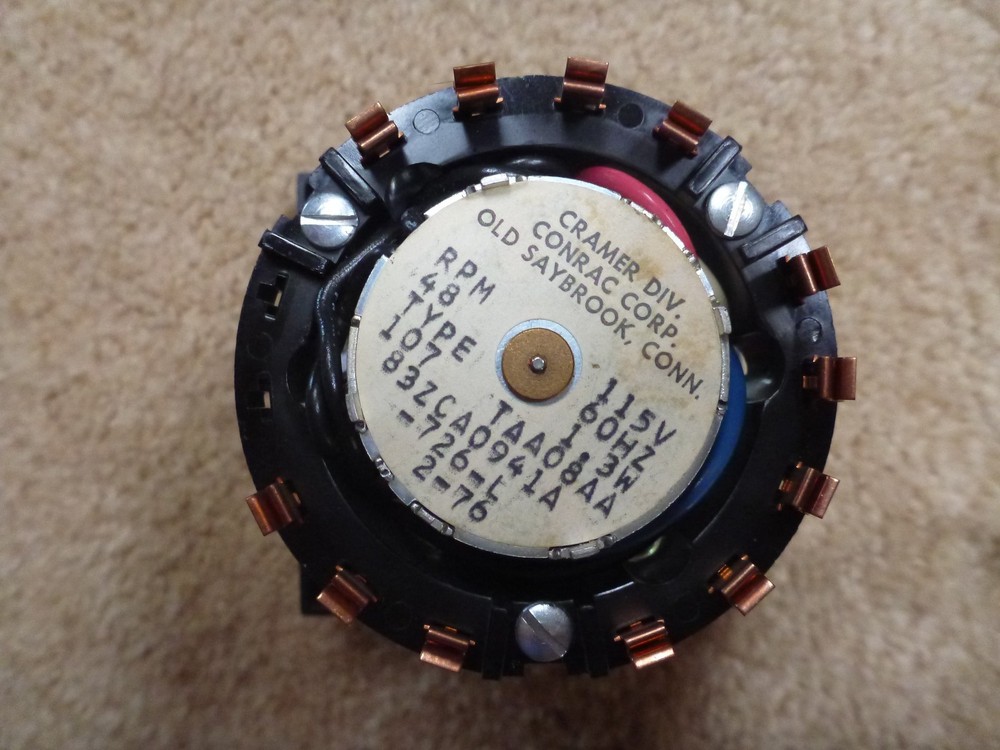 CRAMER DIV.
CONRAC CORP.
OLD SAYBROOK, CONN.
RPM 115V
48 60HZ
TYPE 1.3W
107 TAA08AA
83ZCA0941A
-726-L
2-76